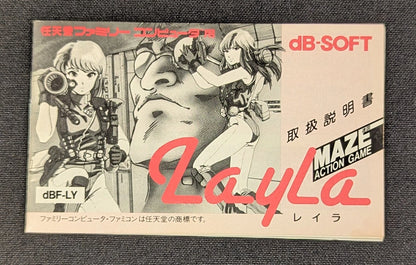 任天堂ファミリーコンピュータ用
dB-SOFT
取扱説明書
MAZE
ACTION GAME
Layla
レイラ
dBF-LY
ファミリーコンピュータ・ファミコンは任天堂の商標です。